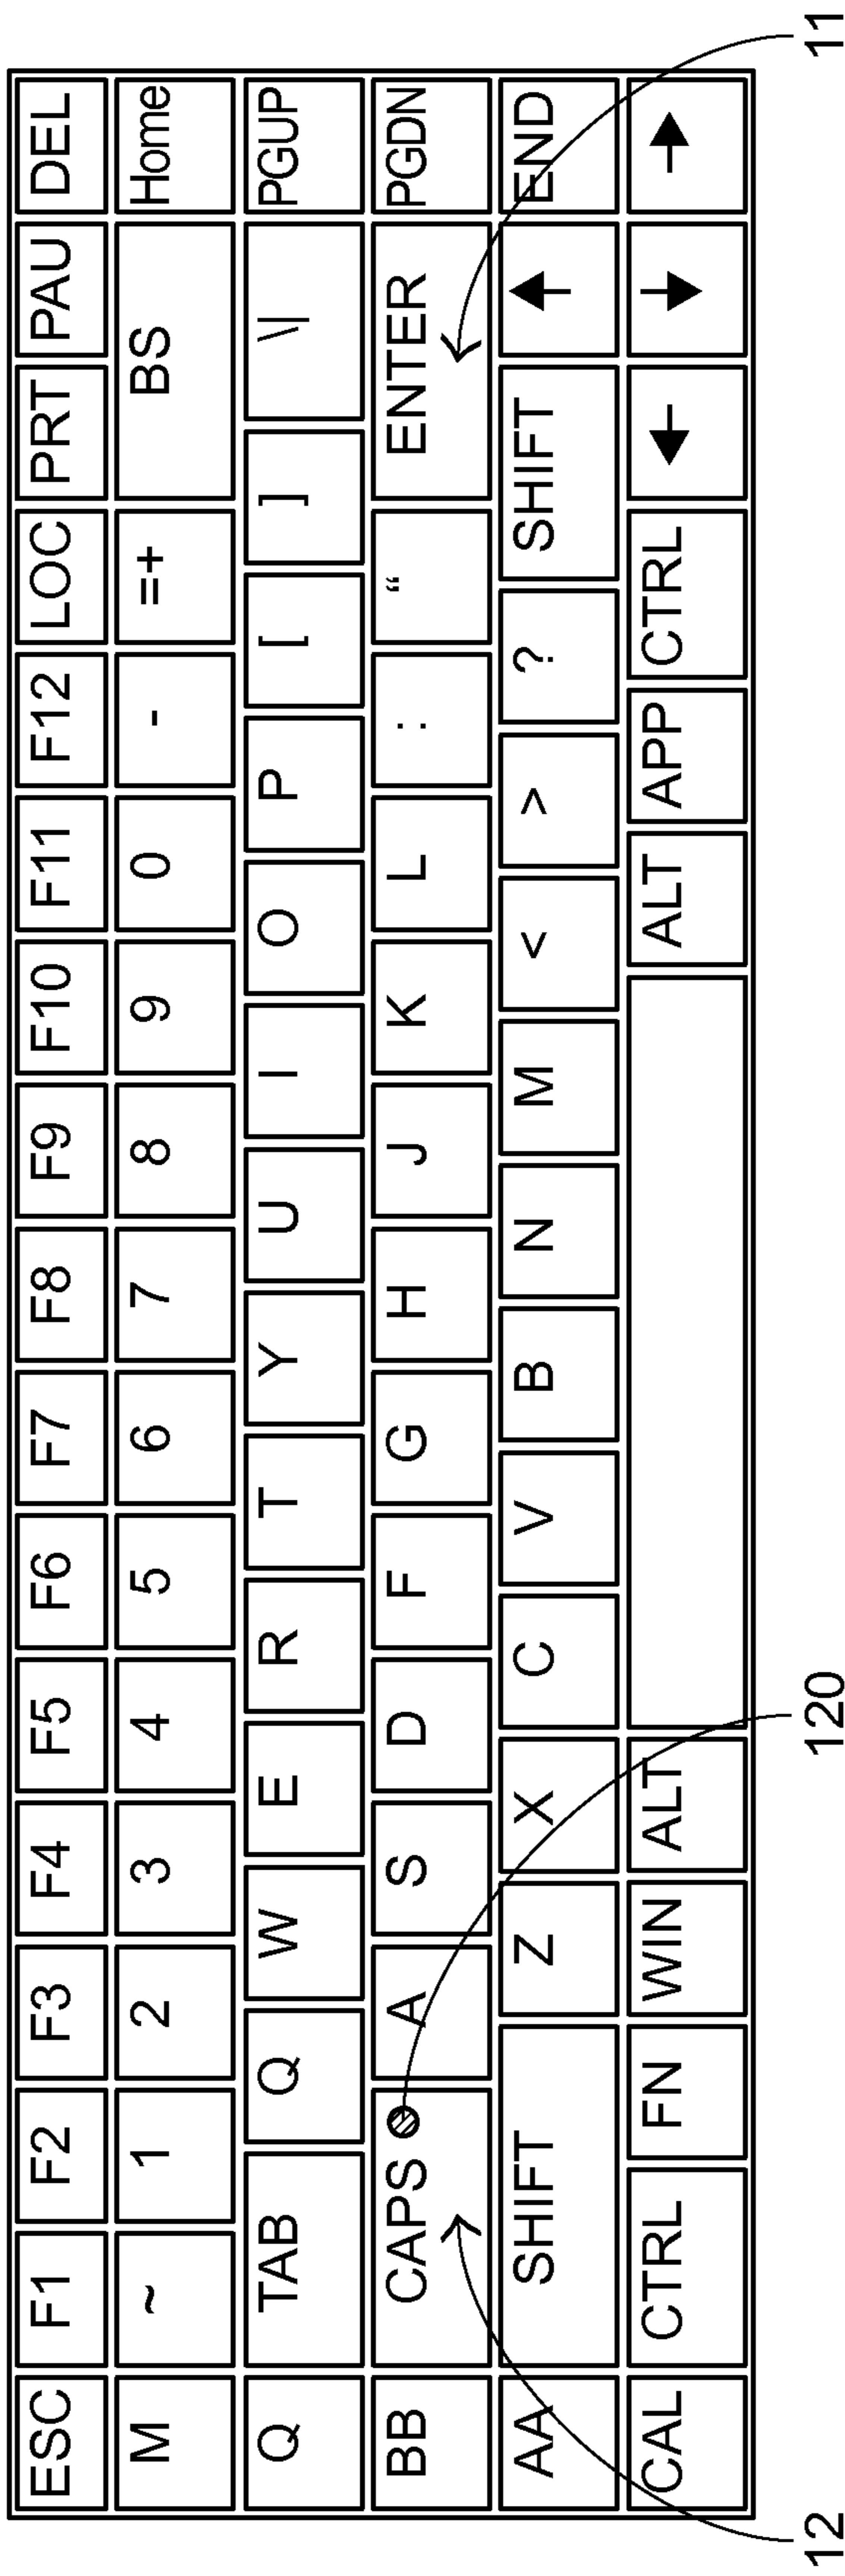 ESC F1 F2 F3 F4 F5 F6 F7 F8 F9 F10 F11 F12 LOC PRT PAU DEL
M ~ 1 2 3 4 5 6 7 8 9 0 - =+ BS Home
Q TAB Q W E R T Y U I O P [ ] \| PGUP
BB CAPS A S D F G H J K L : “ ENTER PGDN
AA SHIFT Z X C V B N M < > ? SHIFT ↑ END
CAL CTRL FN WIN ALT ALT APP CTRL ← ↓ →
12 120 11